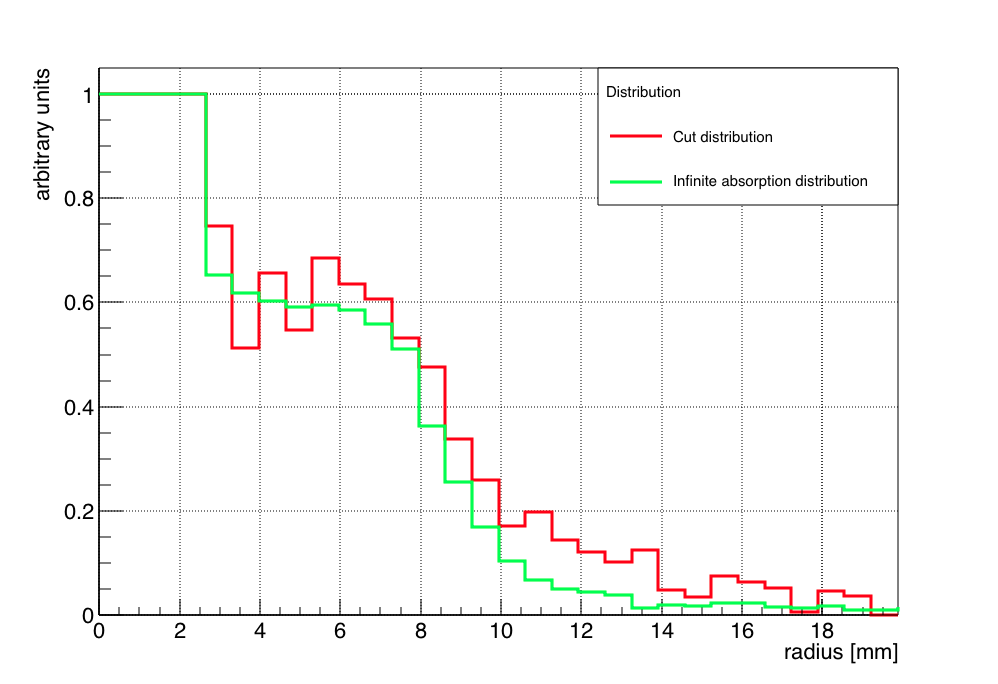 arbitrary units
1
0.8
0.6
0.4
0.2
0
Distribution
Cut distribution
Infinite absorption distribution
0 2 4 6 8 10 12 14 16 18
radius [mm]